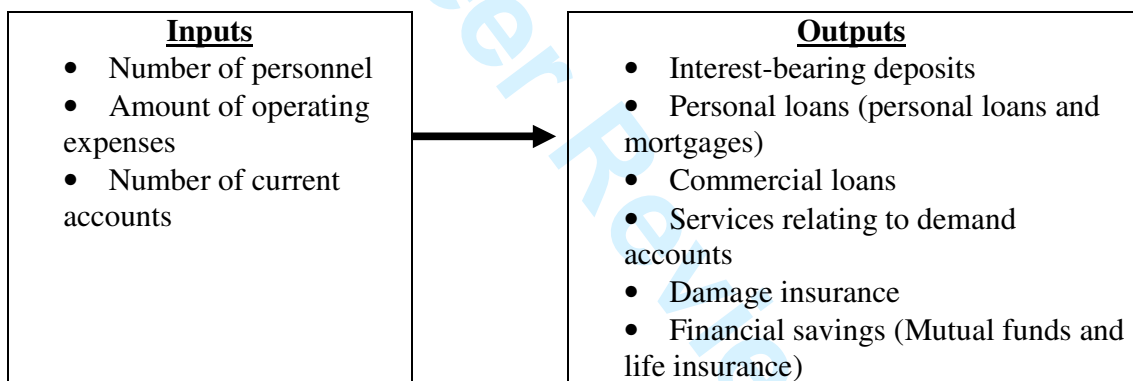 Inputs
• Number of personnel
• Amount of operating
expenses
• Number of current
accounts
Outputs
• Interest-bearing deposits
• Personal loans (personal loans and
mortgages)
• Commercial loans
• Services relating to demand
accounts
• Damage insurance
• Financial savings (Mutual funds and
life insurance)